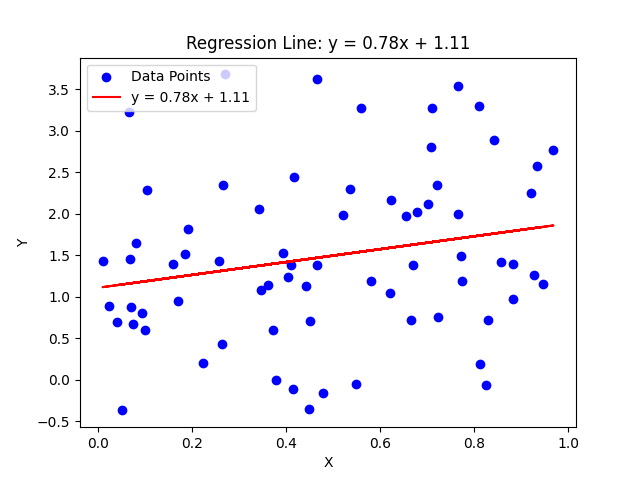 Regression Line: y = 0.78x + 1.11
Data Points
y = 0.78x + 1.11
3.5
3.0
2.5
2.0
1.5
1.0
0.5
0.0
−0.5
Y
0.0 0.2 0.4 0.6 0.8 1.0
X